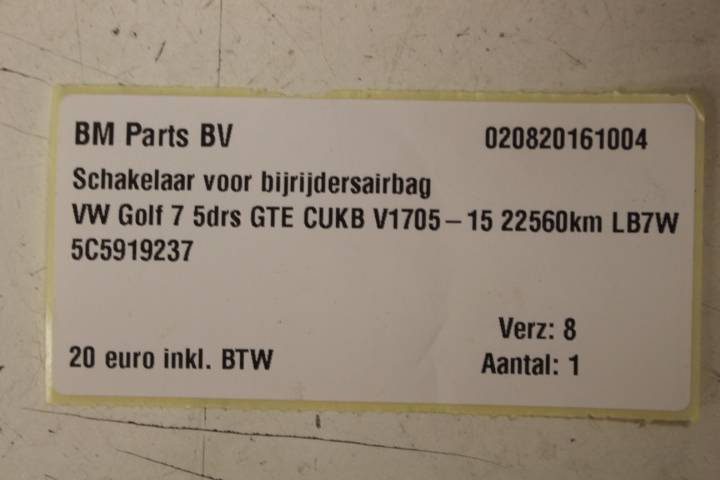 BM Parts BV 020820161004
Schakelaar voor bijrijdersairbag
VW Golf 7 5drs GTE CUKB V1705-15 22560km LB7W
5C5919237
Verz: 8
20 euro inkl. BTW Aantal: 1